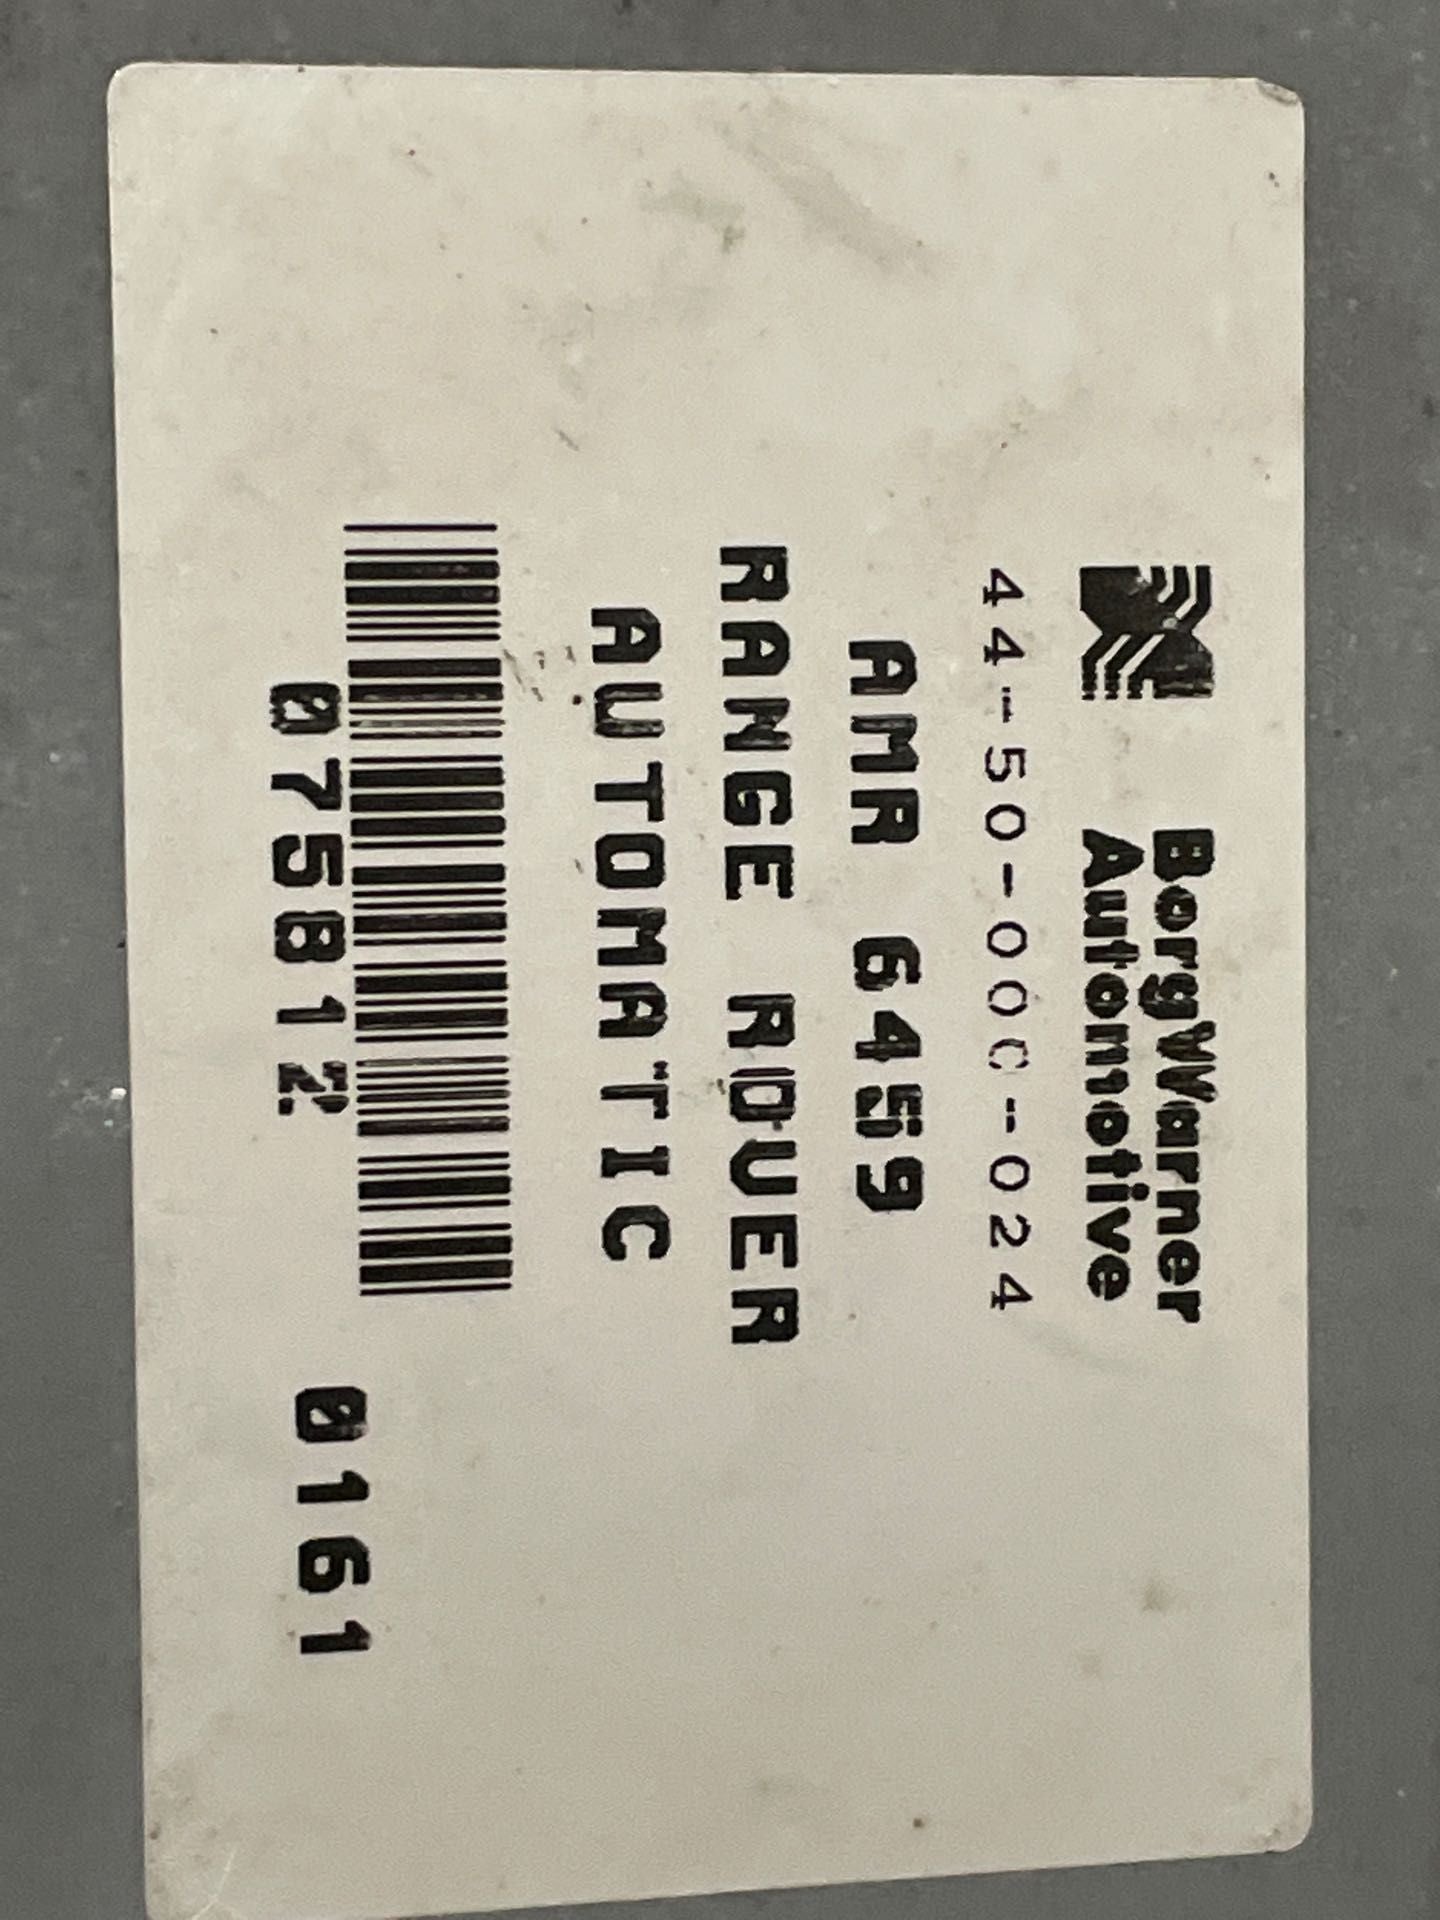 BorgWarner
Automotive
44-50-000-024
AMR 6459
RANGE ROVER
AUTOMATIC
075812
0161